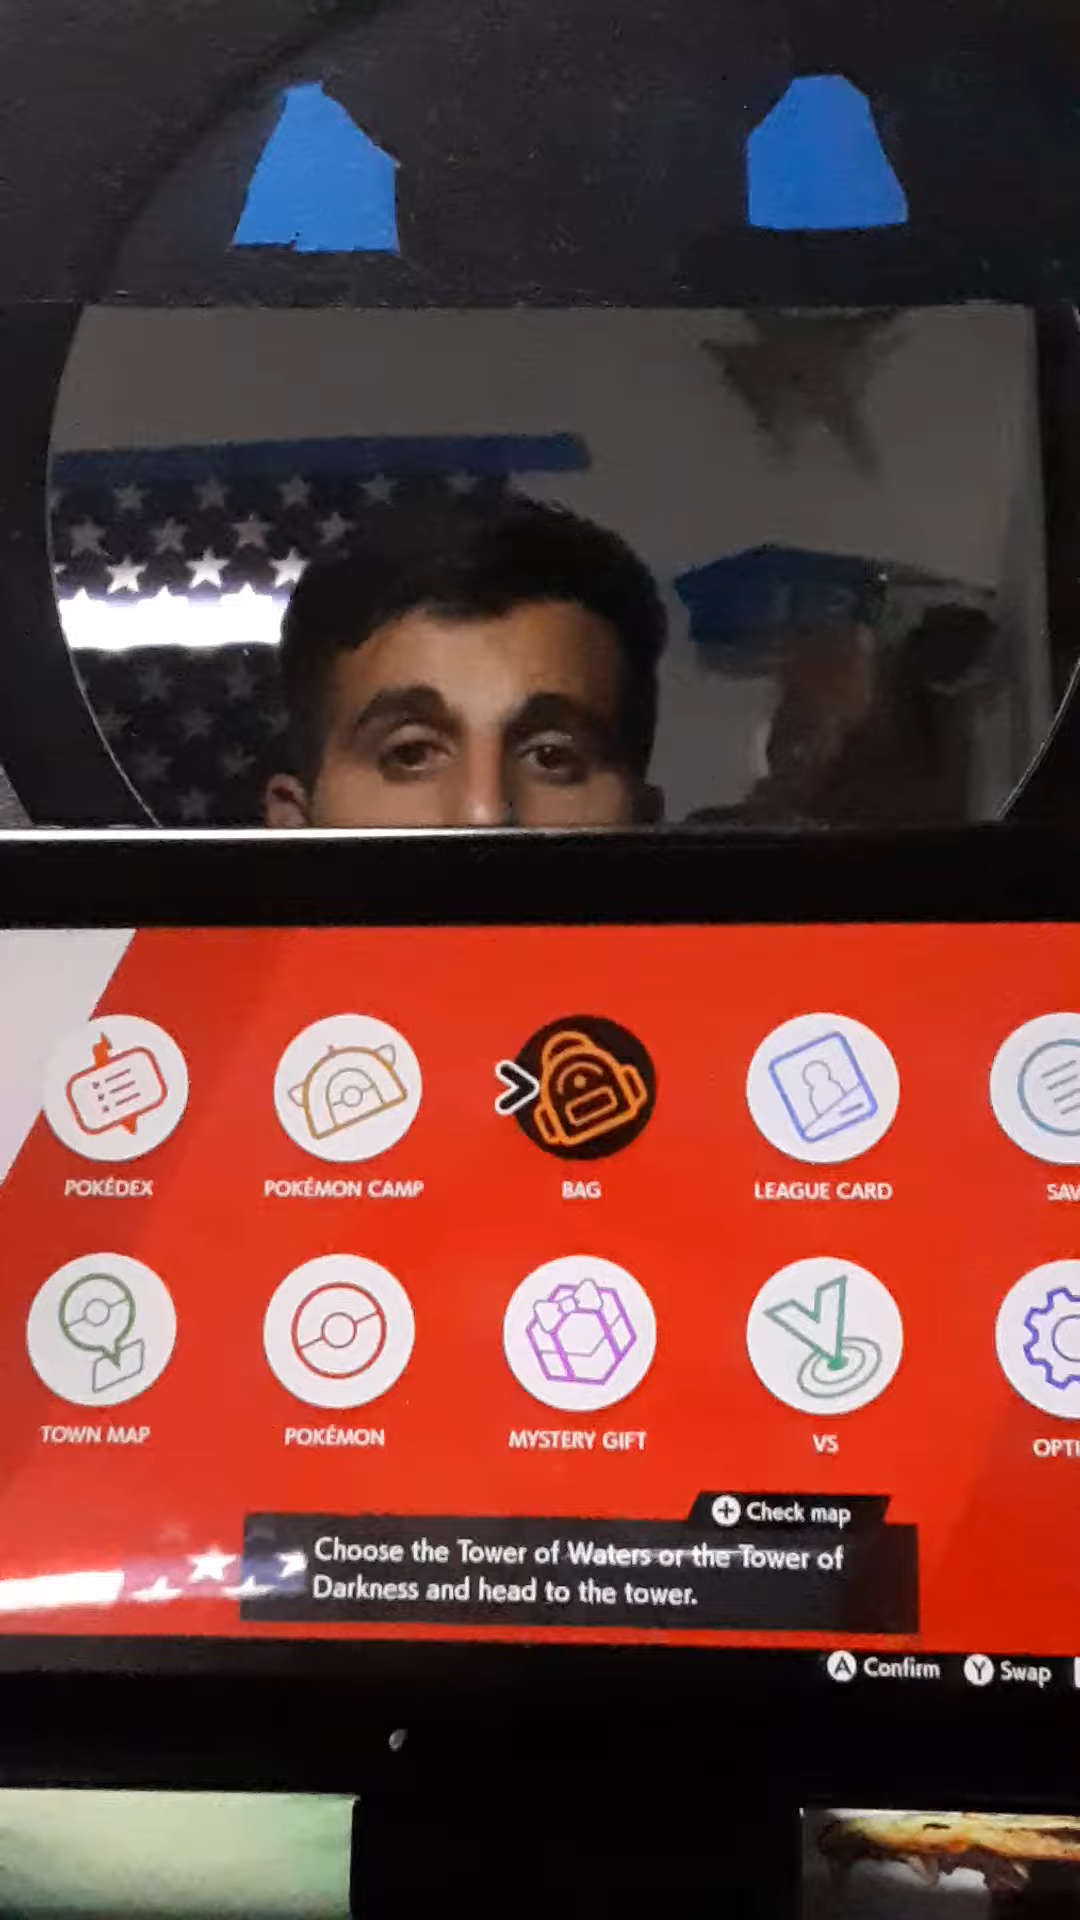 POKÉDEX
POKÉMON CAMP
BAG
LEAGUE CARD
TOWN MAP
POKÉMON
MYSTERY GIFT
VS
+ Check map
Choose the Tower of Waters or the Tower of
Darkness and head to the tower.
A Confirm
Y Swap